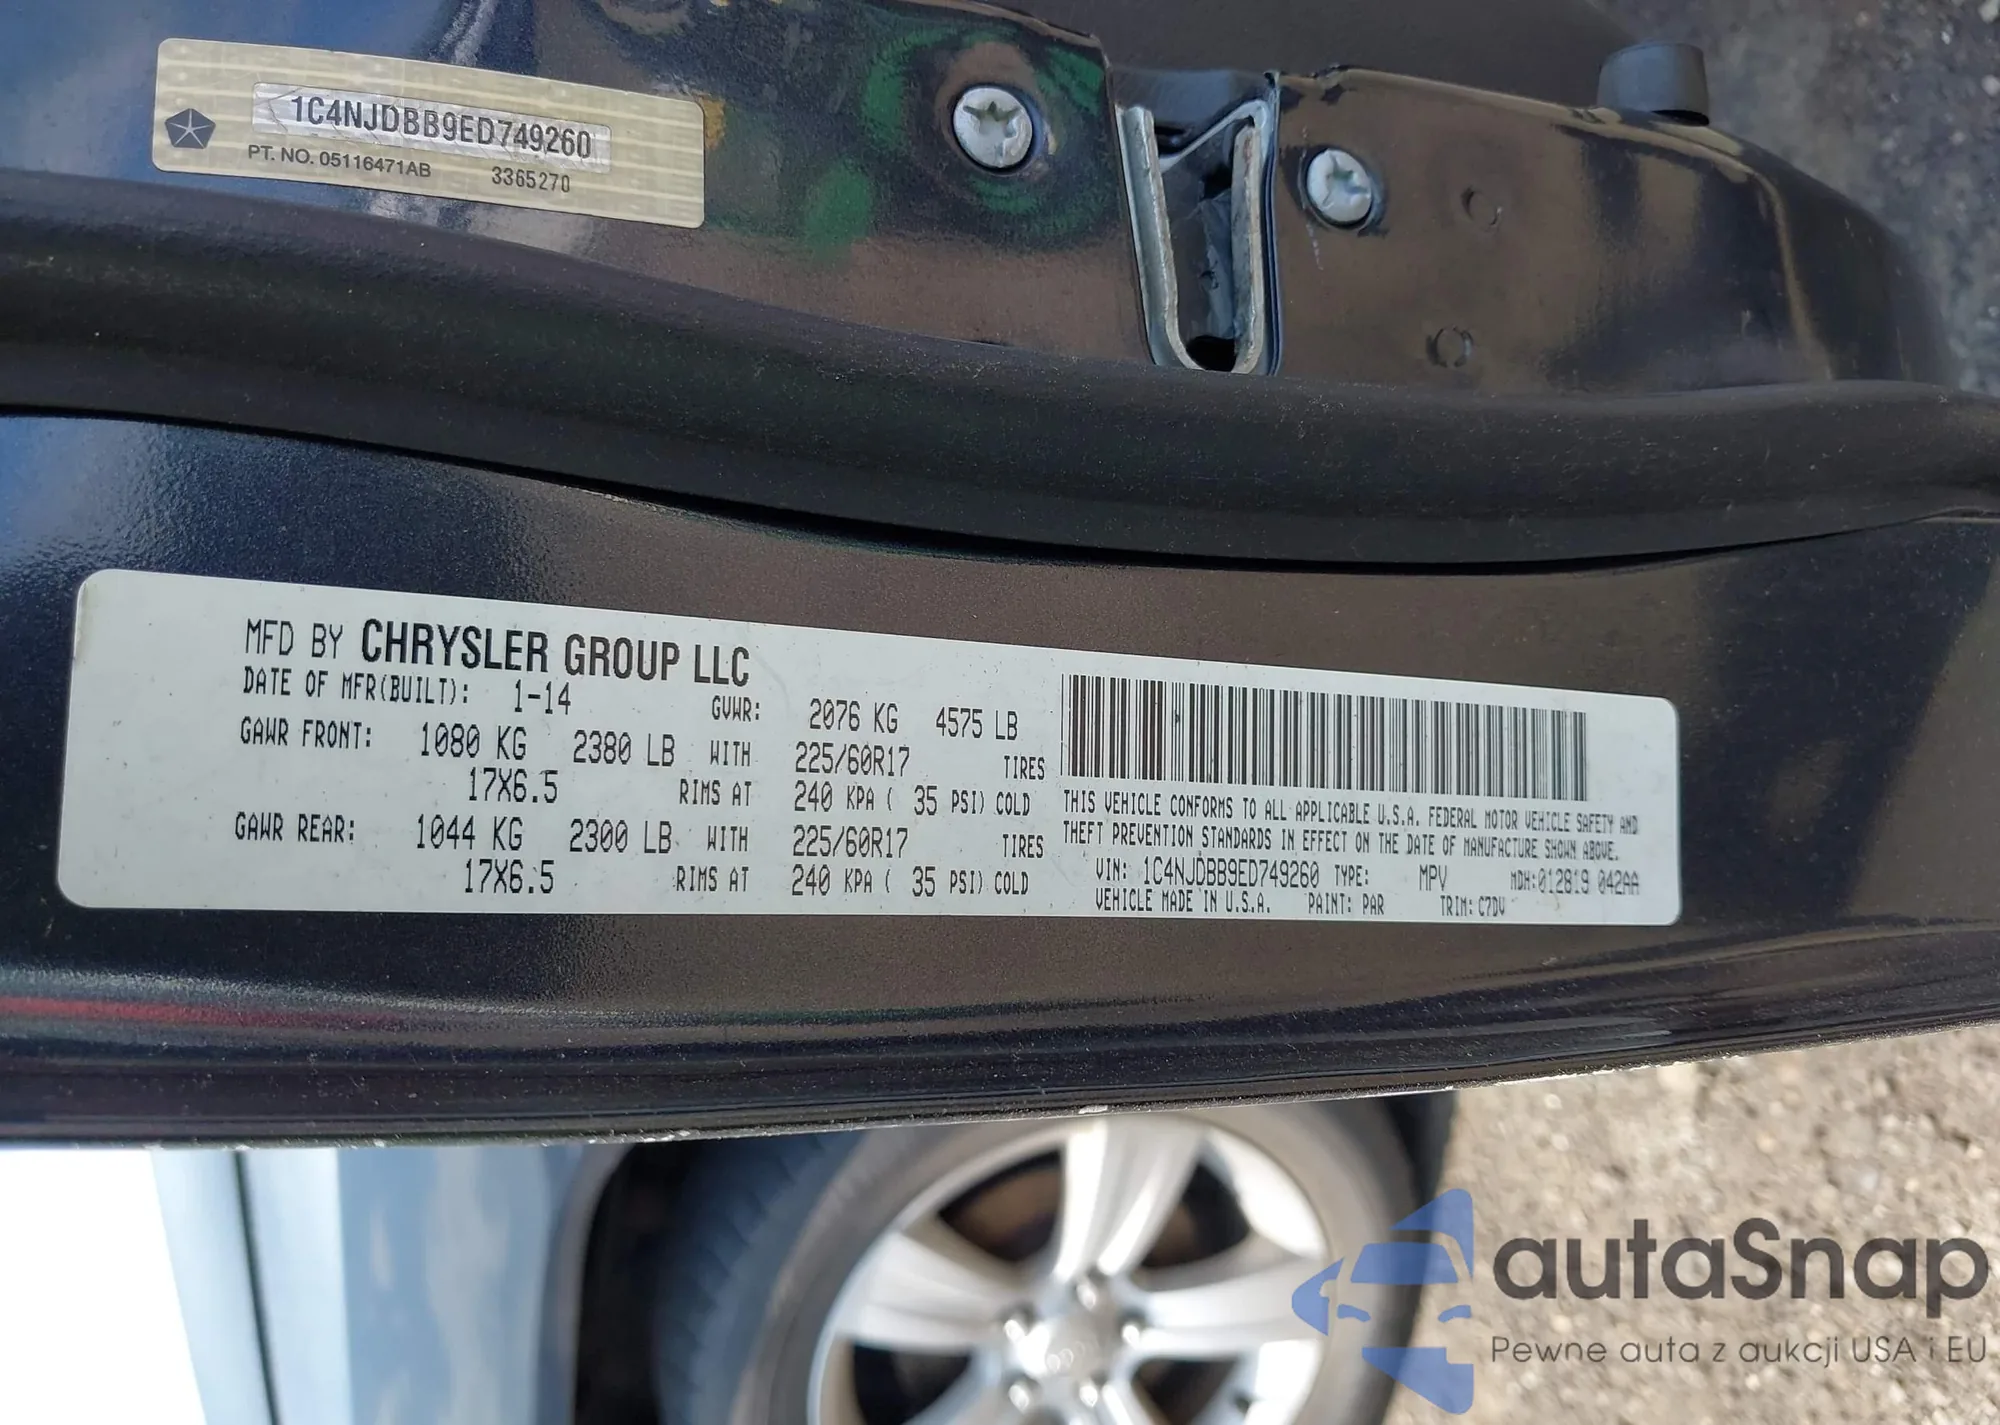 1C4NJDBB9ED749260
PT. NO. 05116471AB 3365270
MFD BY CHRYSLER GROUP LLC
DATE OF MFR(BUILT): 1-14 GVWR: 2076 KG 4575 LB
GAWR FRONT: 1080 KG 2380 LB WITH 225/60R17 TIRES
17X6.5 RIMS AT 240 KPA ( 35 PSI) COLD
GAWR REAR: 1044 KG 2300 LB WITH 225/60R17 TIRES
17X6.5 RIMS AT 240 KPA ( 35 PSI) COLD
THIS VEHICLE CONFORMS TO ALL APPLICABLE U.S.A. FEDERAL MOTOR VEHICLE SAFETY AND
THEFT PREVENTION STANDARDS IN EFFECT ON THE DATE OF MANUFACTURE SHOWN ABOVE.
VIN: 1C4NJDBB9ED749260 TYPE: MPV MDH:012819 042AA
VEHICLE MADE IN U.S.A. PAINT: PAR TRIM: C7DV
autaSnap
Pewne auta z aukcji USA i EU